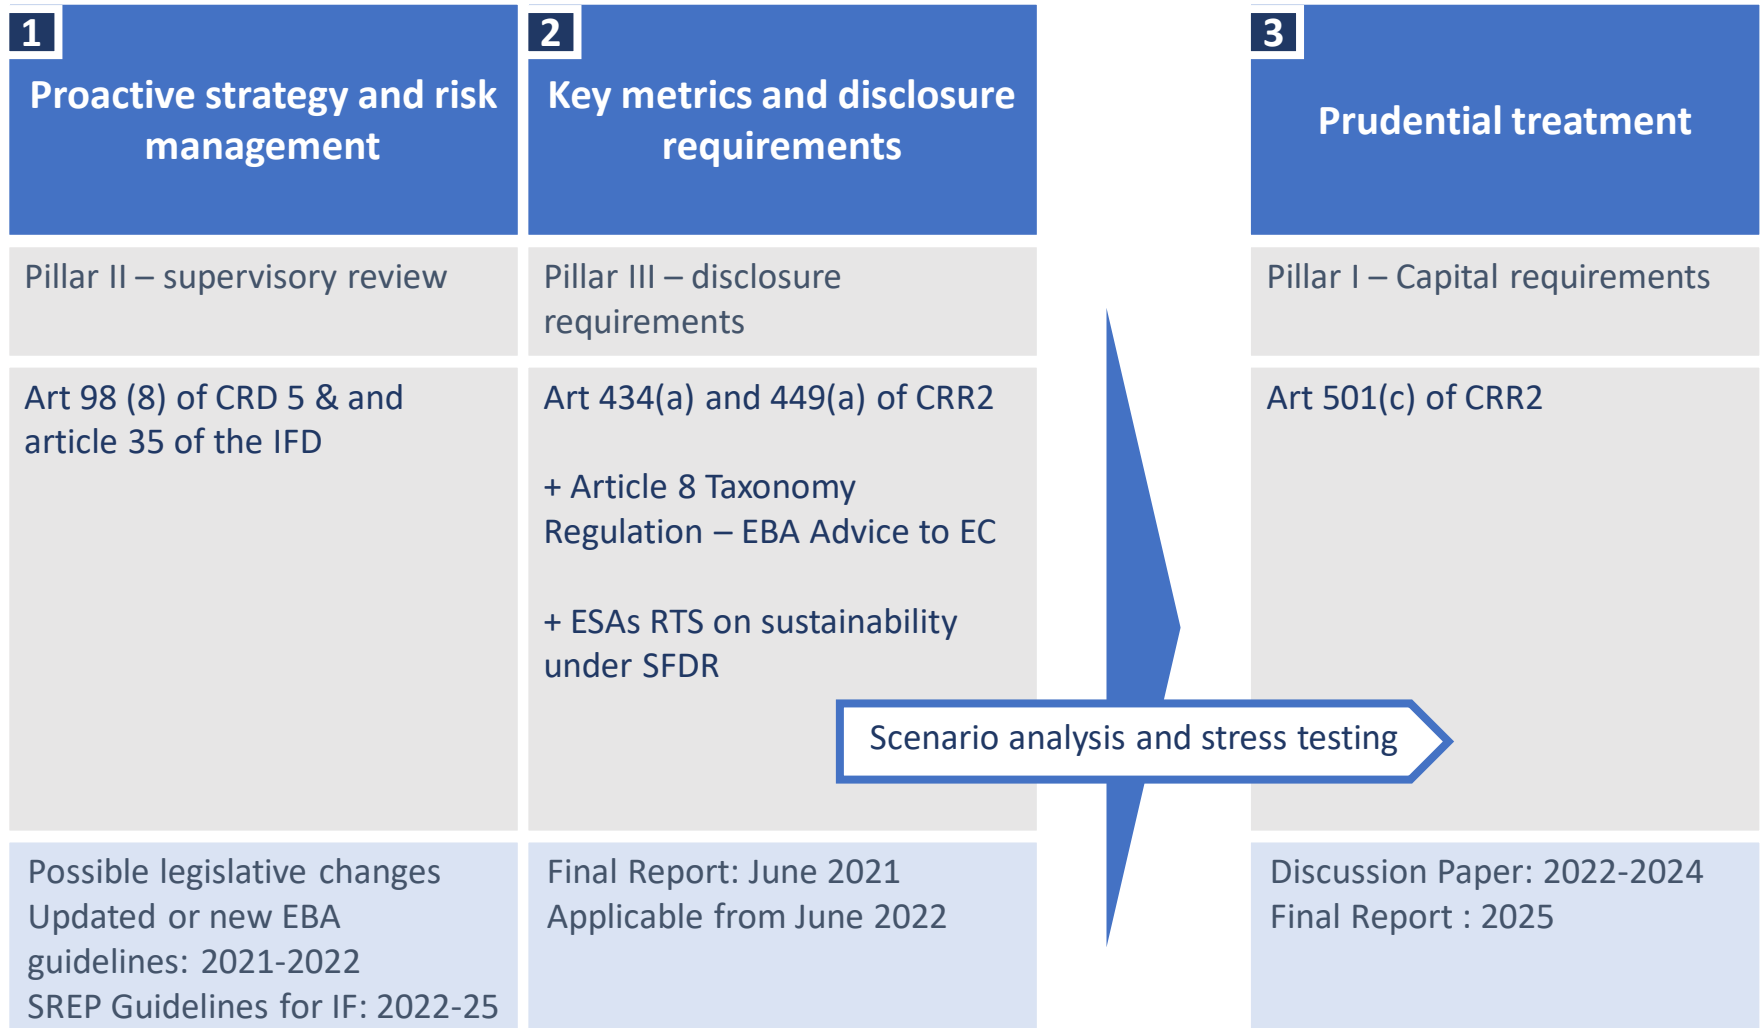 1
Proactive strategy and risk
management
Pillar II – supervisory review
Art 98 (8) of CRD 5 & and
article 35 of the IFD
Possible legislative changes
Updated or new EBA
guidelines: 2021-2022
SREP Guidelines for IF: 2022-25
2
Key metrics and disclosure
requirements
Pillar III – disclosure
requirements
Art 434(a) and 449(a) of CRR2
+ Article 8 Taxonomy
Regulation – EBA Advice to EC
+ ESAs RTS on sustainability
under SFDR
Final Report: June 2021
Applicable from June 2022
Scenario analysis and stress testing
3
Prudential treatment
Pillar I – Capital requirements
Art 501(c) of CRR2
Discussion Paper: 2022-2024
Final Report : 2025